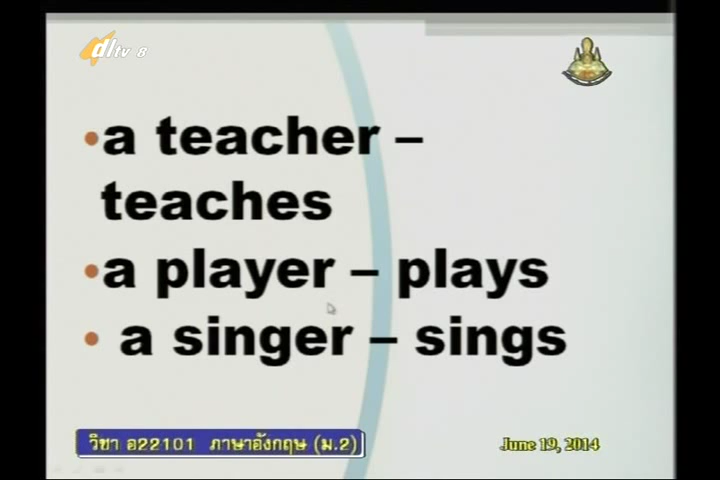 dltv 8
•a teacher –
teaches
•a player – plays
• a singer – sings
วิชา อ22101 ภาษาอังกฤษ (ม.2)
June 19, 2014